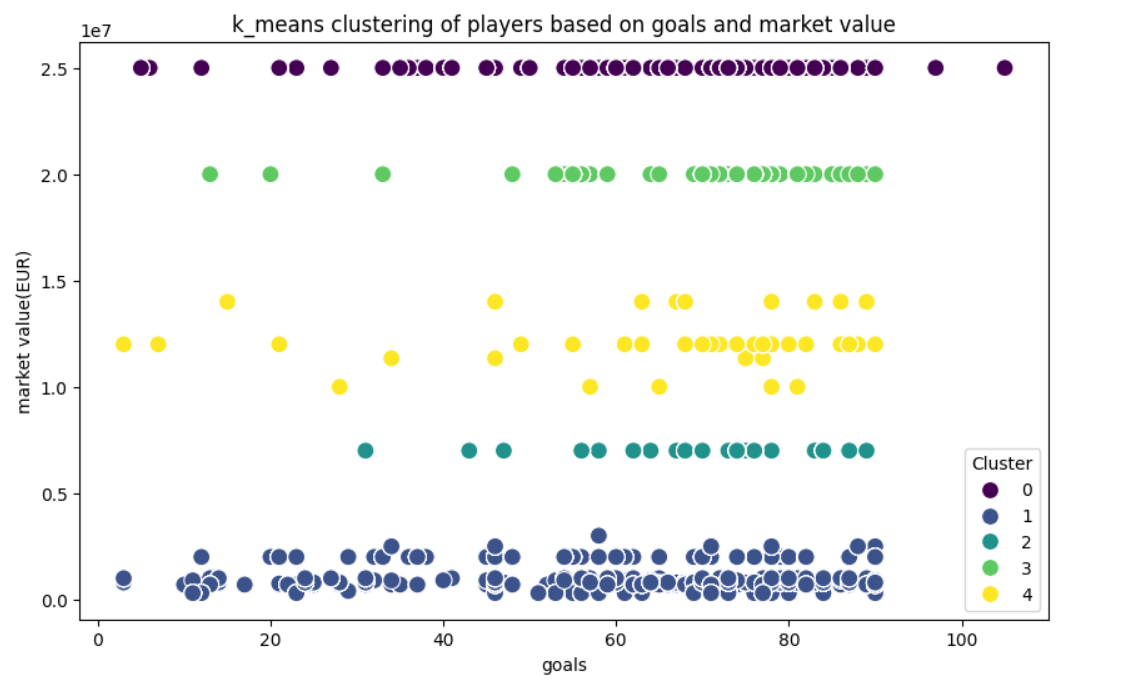 k_means clustering of players based on goals and market value
1e7
2.5
2.0
1.5
1.0
0.5
0.0
market value(EUR)
0 20 40 60 80 100
goals
Cluster
0
1
2
3
4